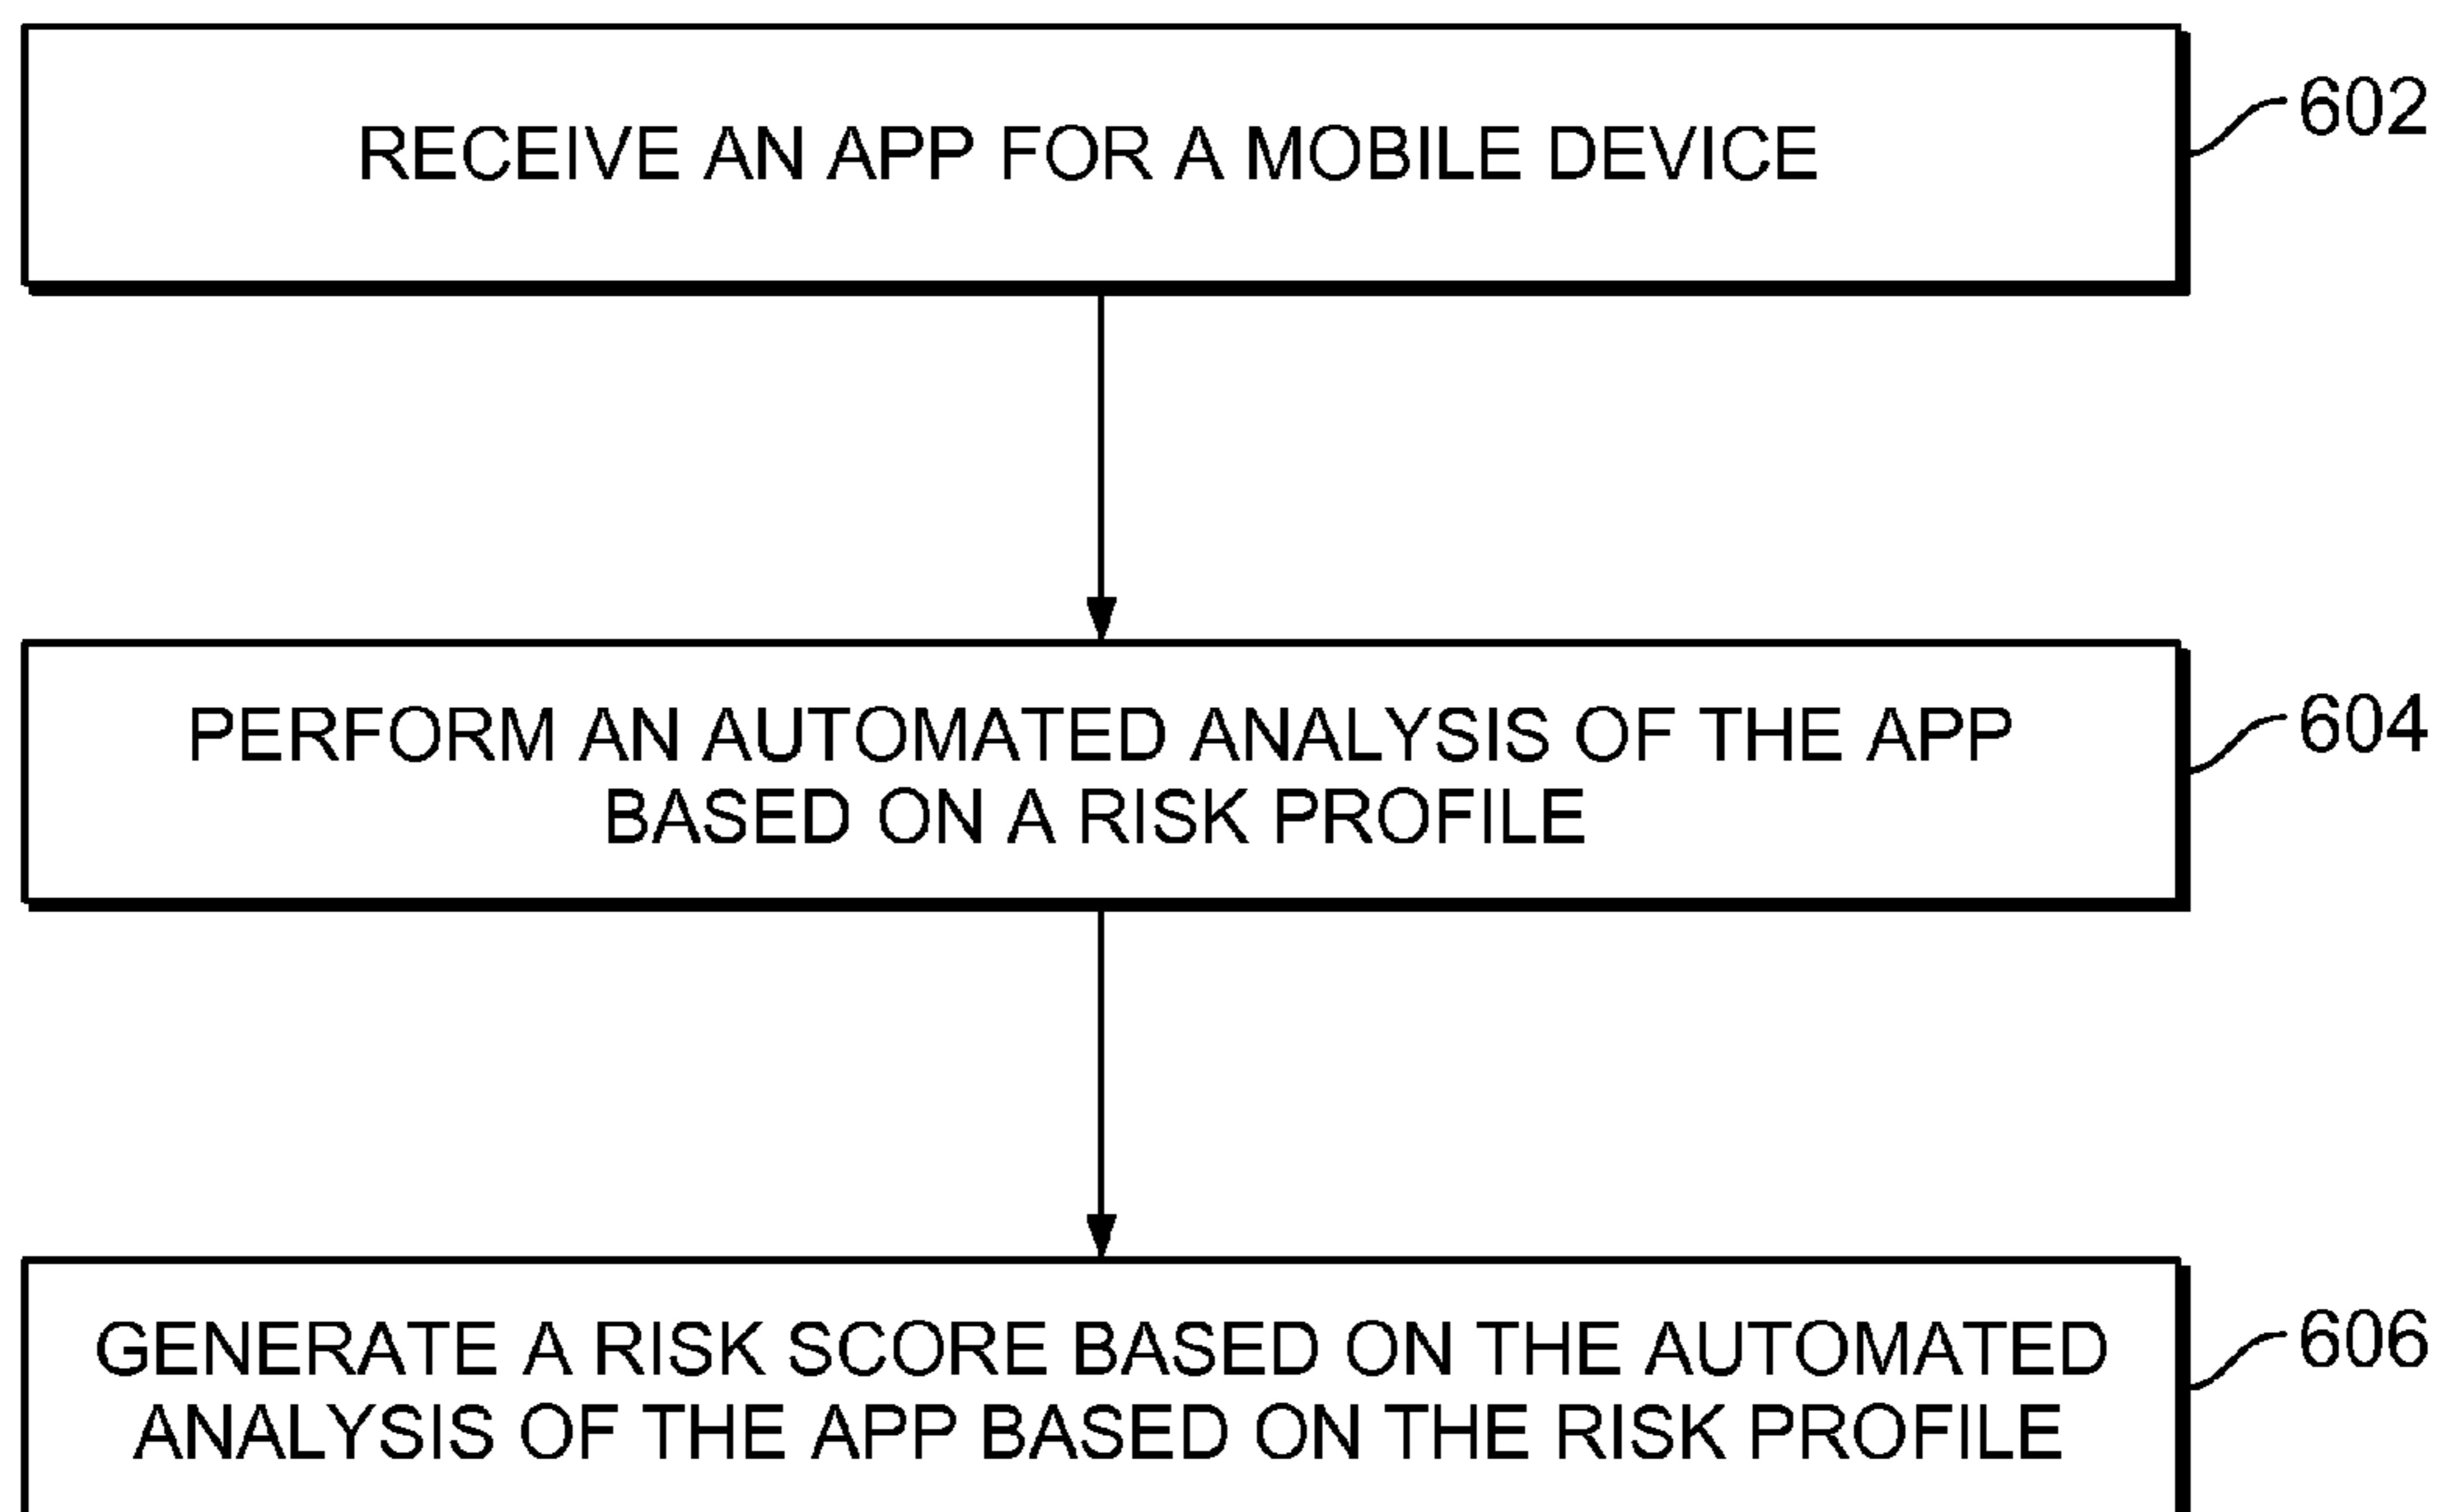 RECEIVE AN APP FOR A MOBILE DEVICE
602
PERFORM AN AUTOMATED ANALYSIS OF THE APP
BASED ON A RISK PROFILE
604
GENERATE A RISK SCORE BASED ON THE AUTOMATED
ANALYSIS OF THE APP BASED ON THE RISK PROFILE
606